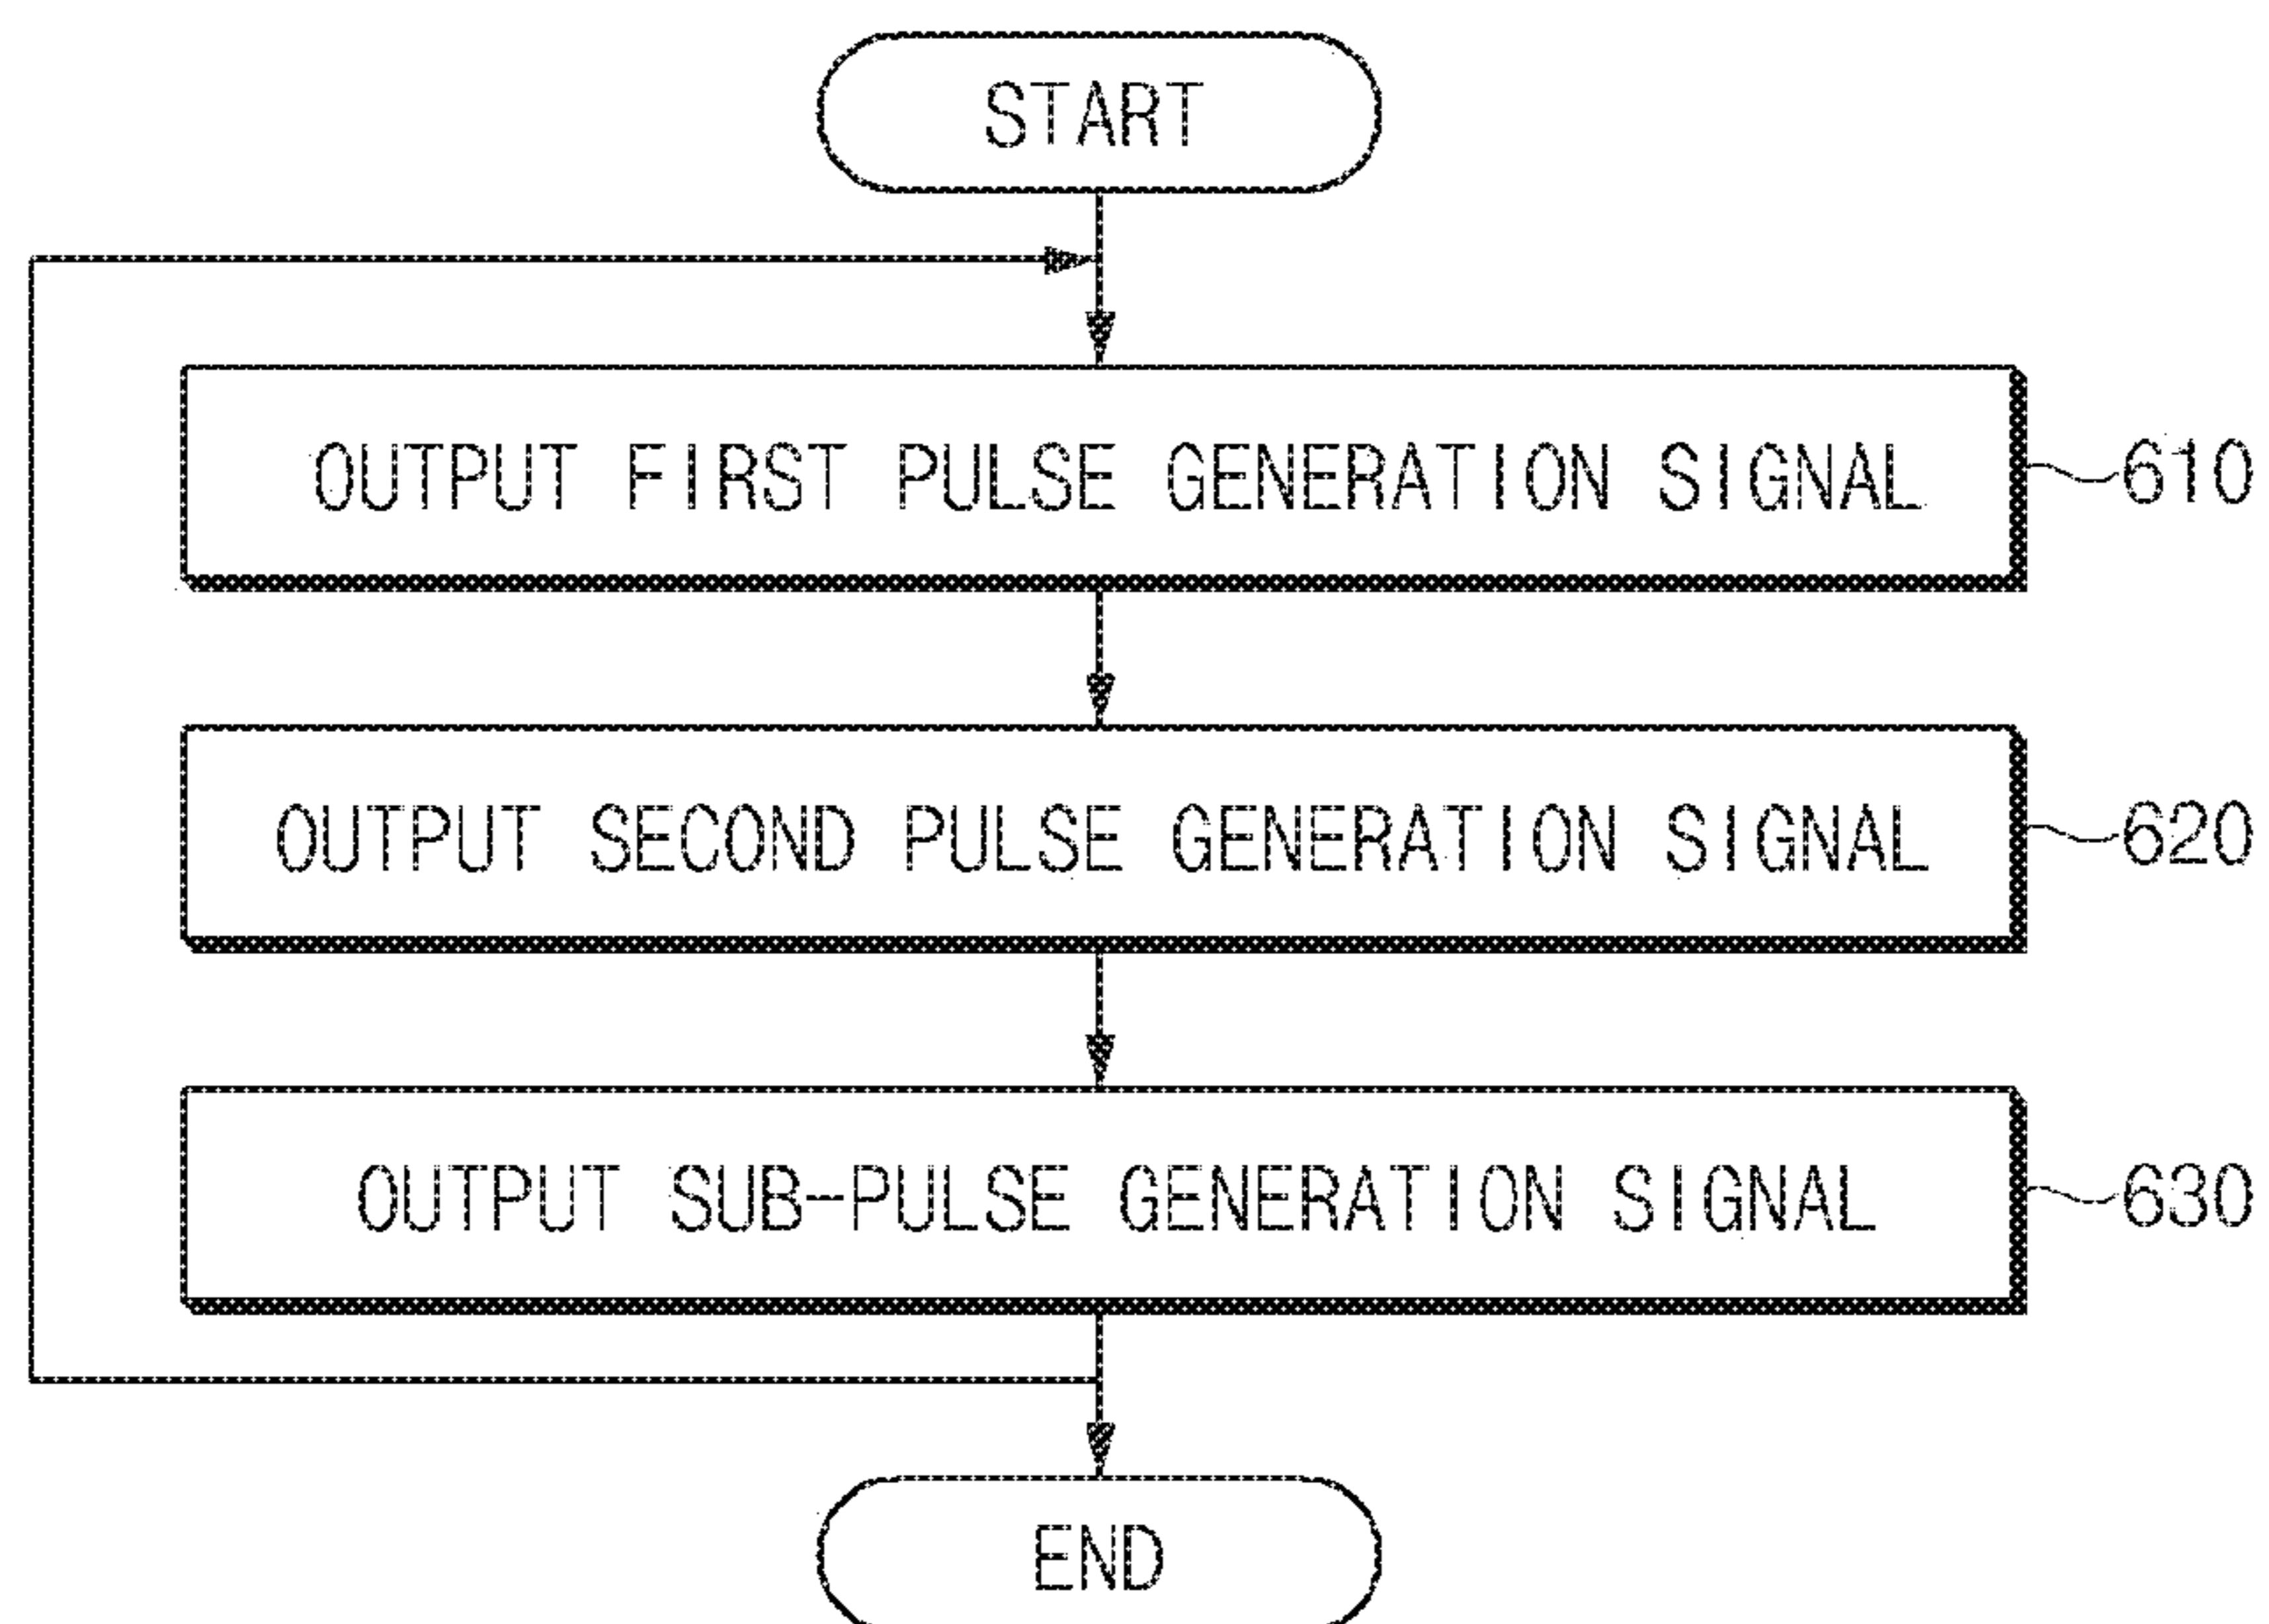 START
OUTPUT FIRST PULSE GENERATION SIGNAL
610
OUTPUT SECOND PULSE GENERATION SIGNAL
620
OUTPUT SUB-PULSE GENERATION SIGNAL
630
END